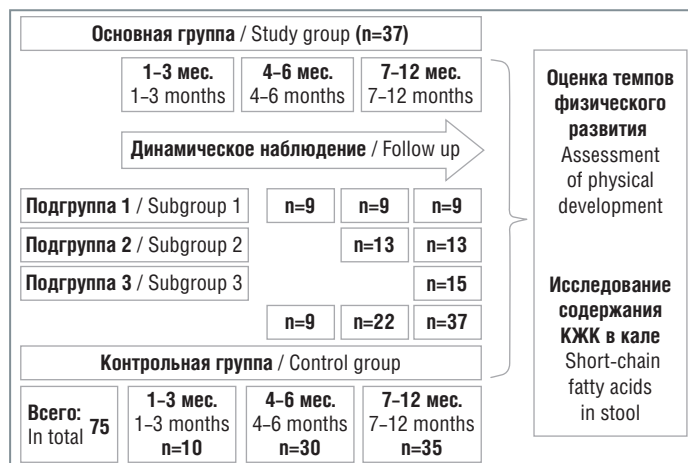 Основная группа / Study group (n=37)
1–3 мес.
1–3 months
4–6 мес.
4–6 months
7–12 мес.
7–12 months
Динамическое наблюдение / Follow up
Подгруппа 1 / Subgroup 1
n=9
n=9
n=9
Подгруппа 2 / Subgroup 2
n=13
n=13
Подгруппа 3 / Subgroup 3
n=15
n=9
n=22
n=37
Контрольная группа / Control group
Всего:
In total
75
1–3 мес.
1–3 months
n=10
4–6 мес.
4–6 months
n=30
7–12 мес.
7–12 months
n=35
Оценка темпов
физического
развития
Assessment
of physical
development
Исследование
содержания
КЖК в кале
Short-chain
fatty acids
in stool